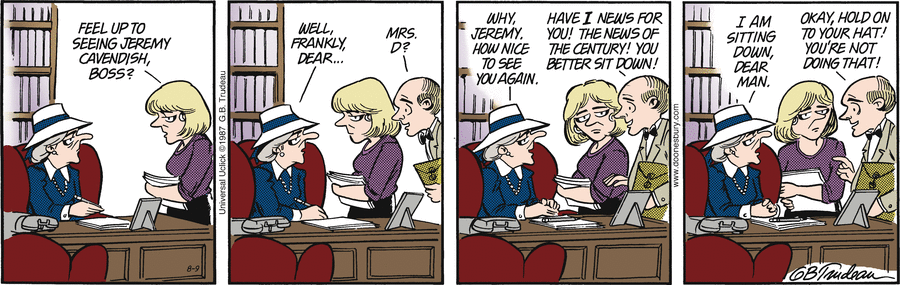 FEEL UP TO
SEEING JEREMY
CAVENDISH,
BOSS?
8-9
Universal Uclick ©1987 G.B. Trudeau
WELL,
FRANKLY,
DEAR...
MRS.
D?
WHY,
JEREMY.
HOW NICE
TO SEE
YOU AGAIN.
HAVE I NEWS FOR
YOU! THE NEWS OF
THE CENTURY! YOU
BETTER SIT DOWN!
www.doonesbury.com
I AM
SITTING
DOWN,
DEAR
MAN.
OKAY, HOLD ON
TO YOUR HAT!
YOU'RE NOT
DOING THAT!
GBTrudeau